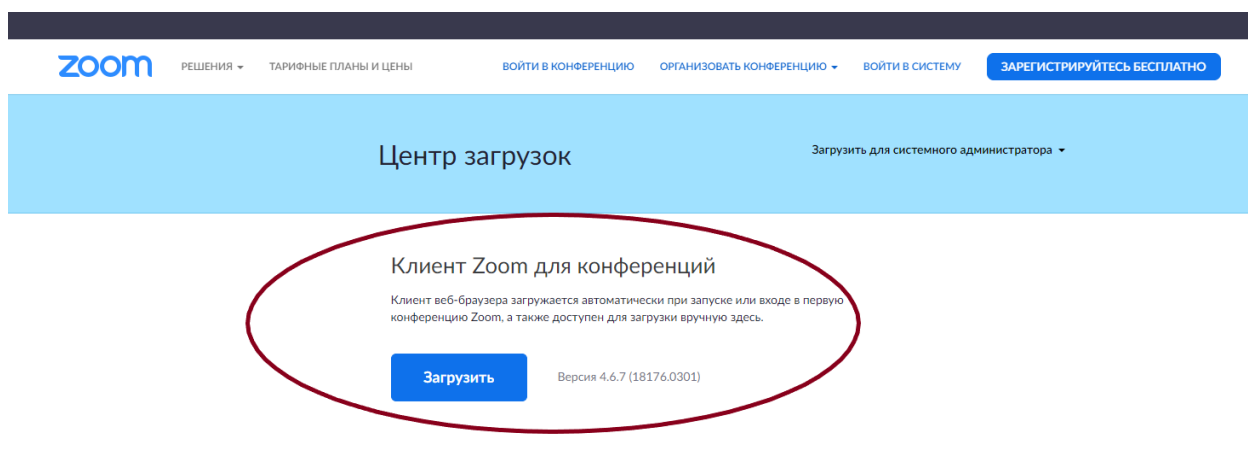 zoom РЕШЕНИЯ ТАРИФНЫЕ ПЛАНЫ И ЦЕНЫ ВОЙТИ В КОНФЕРЕНЦИЮ ОРГАНИЗОВАТЬ КОНФЕРЕНЦИЮ ВОЙТИ В СИСТЕМУ ЗАРЕГИСТРИРУЙТЕСЬ БЕСПЛАТНО
Центр загрузок Загрузить для системного администратора
Клиент Zoom для конференций
Клиент веб-браузера загружается автоматически при запуске или входе в первую
конференцию Zoom, а также доступен для загрузки вручную здесь.
Загрузить Версия 4.6.7 (18176.0301)